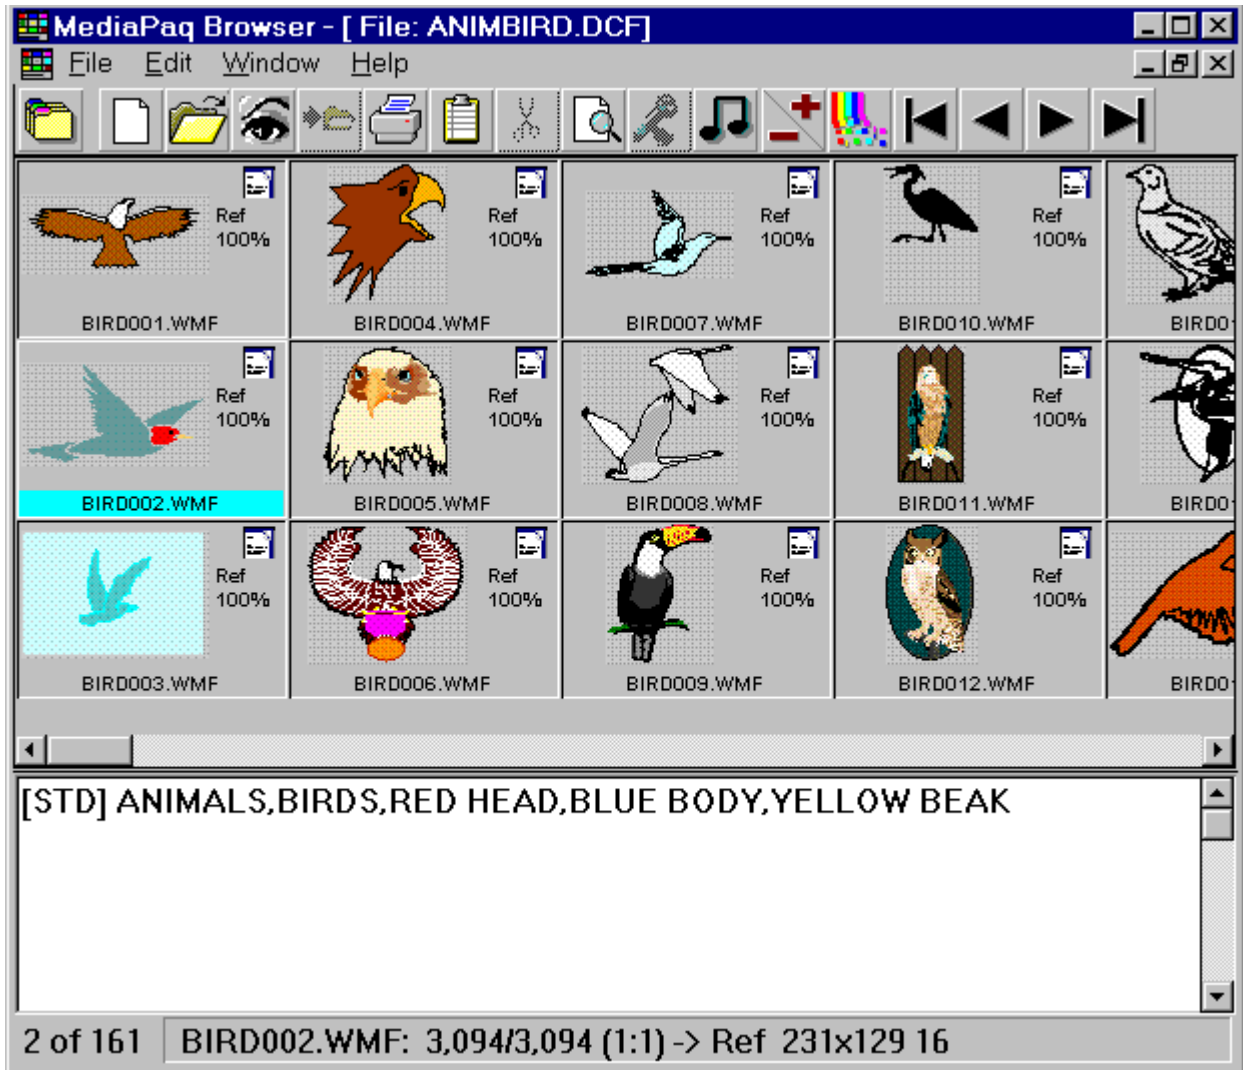 MediaPaq Browser - [ File: ANIMBIRD.DCF]
File Edit Window Help
Ref
100%
BIRD001.WMF
Ref
100%
BIRD004.WMF
Ref
100%
BIRD007.WMF
Ref
100%
BIRD010.WMF
BIRD0
Ref
100%
BIRD002.WMF
Ref
100%
BIRD005.WMF
Ref
100%
BIRD008.WMF
Ref
100%
BIRD011.WMF
BIRD0
Ref
100%
BIRD003.WMF
Ref
100%
BIRD006.WMF
Ref
100%
BIRD009.WMF
Ref
100%
BIRD012.WMF
BIRD0
[STD] ANIMALS,BIRDS,RED HEAD,BLUE BODY,YELLOW BEAK
2 of 161 BIRD002.WMF: 3,094/3,094 (1:1) -> Ref 231x129 16